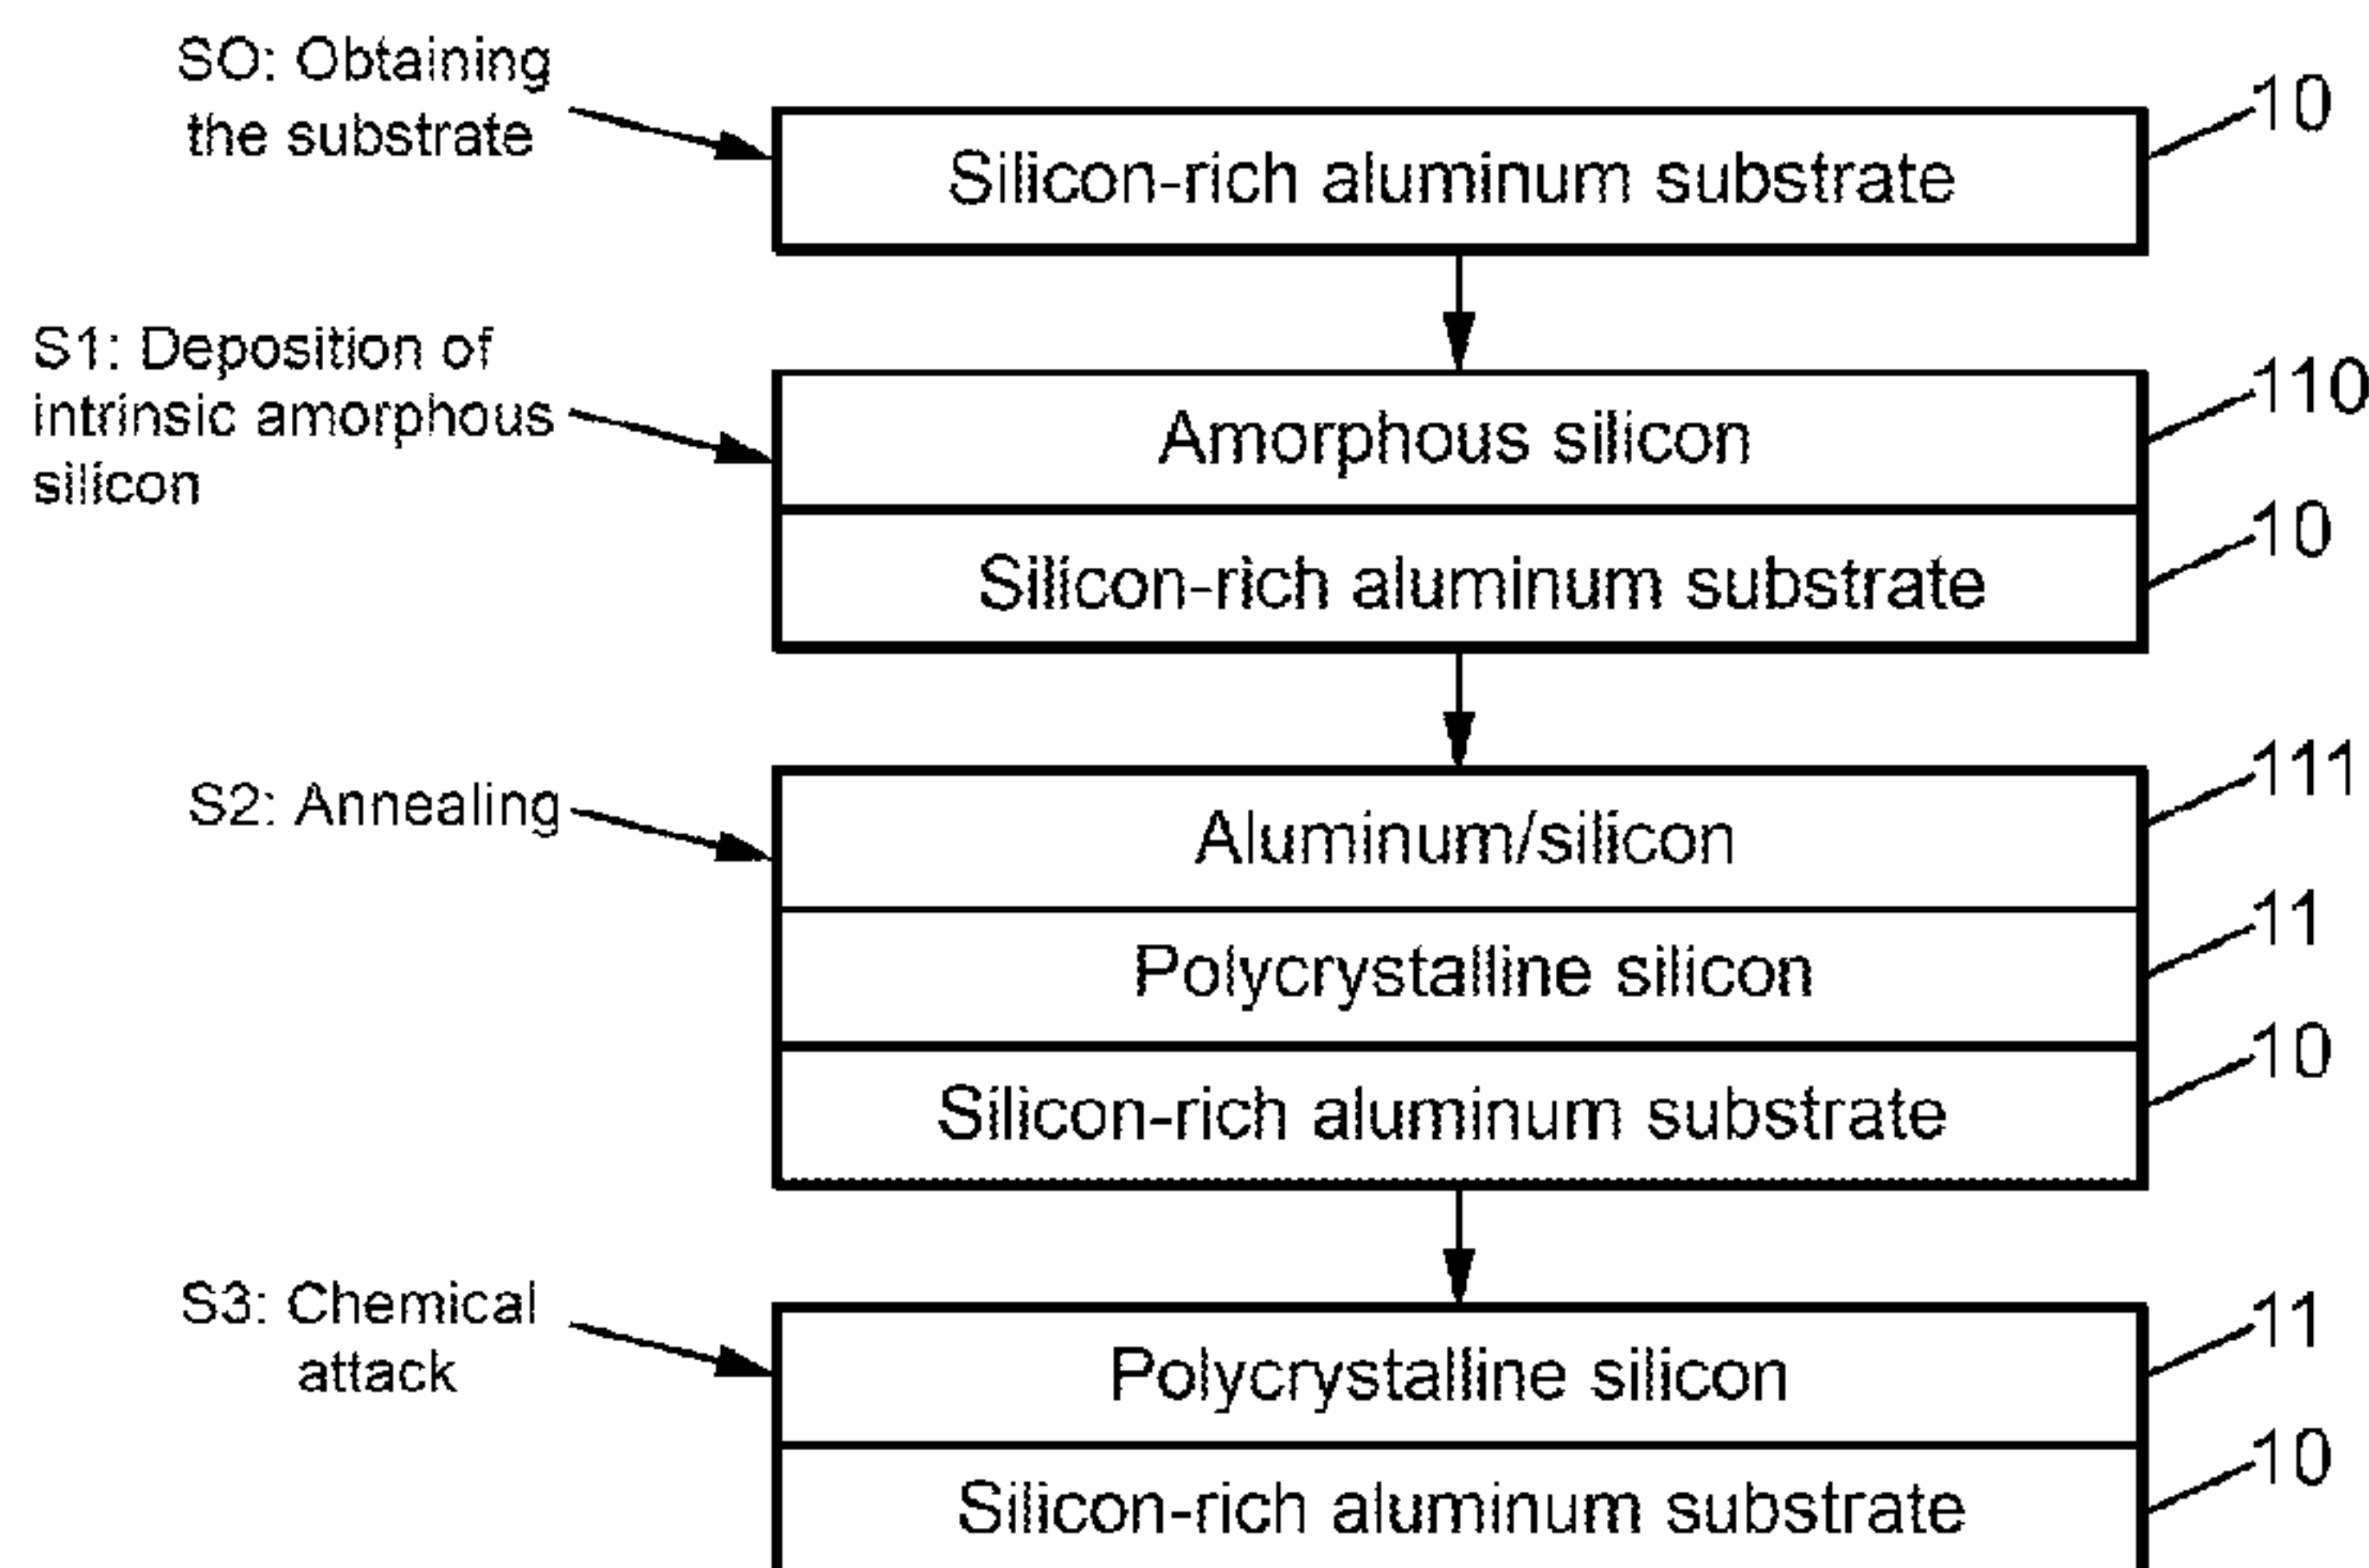 SO: Obtaining
the substrate
10
Silicon-rich aluminum substrate
S1: Deposition of
intrinsic amorphous
silicon
110
Amorphous silicon
10
Silicon-rich aluminum substrate
S2: Annealing
111
Aluminum/silicon
11
Polycrystalline silicon
10
Silicon-rich aluminum substrate
S3: Chemical
attack
11
Polycrystalline silicon
10
Silicon-rich aluminum substrate